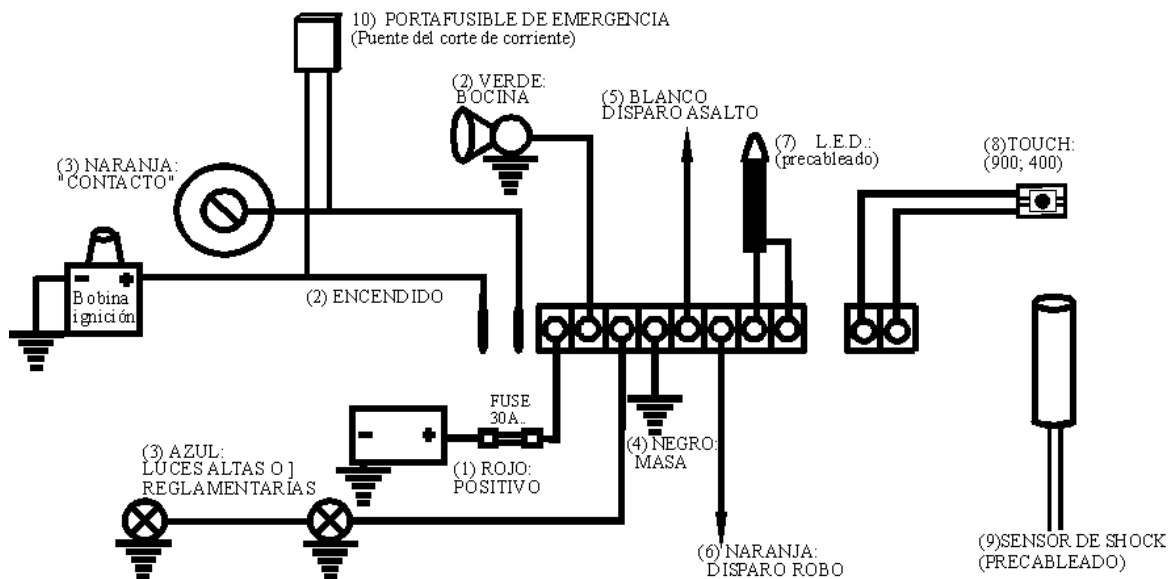 10) PORTAFUSIBLE DE EMERGENCIA
(Puente del corte de corriente)
(2) VERDE:
BOCINA
(5) BLANCO
DISPARO ASALTO
(7) L.E.D.:
(precableado)
(8)TOUCH:
(900; 400)
(3) NARANJA:
"CONTACTO"
- +
Bobina
ignición
(2) ENCENDIDO
FUSE
30A..
- +
(1) ROJO:
POSITIVO
(4) NEGRO:
MASA
(3) AZUL:
LUCES ALTAS O ]
REGLAMENTARIAS
(6) NARANJA:
DISPARO ROBO
(9)SENSOR DE SHOCK
(PRECABLEADO)